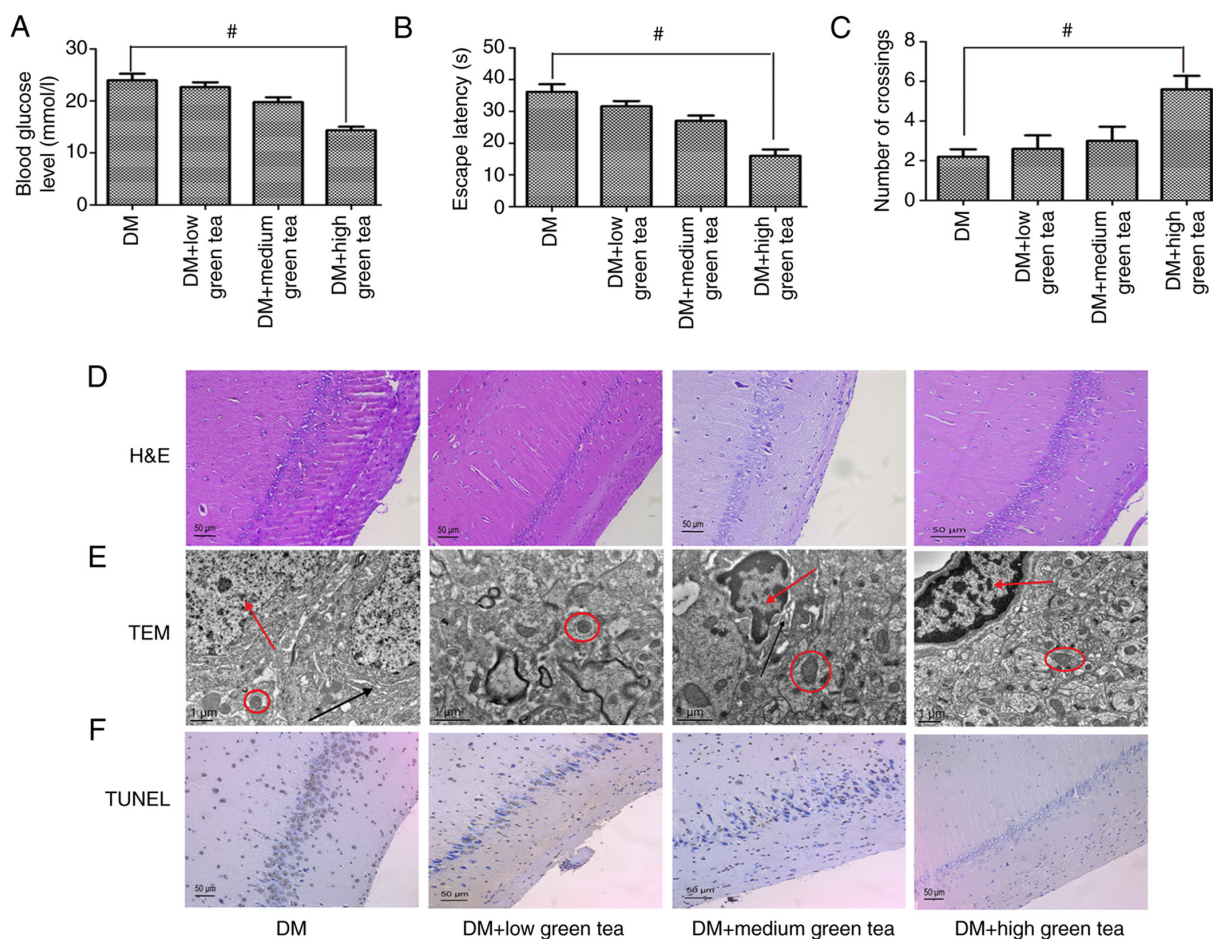 A
#
Blood glucose
level (mmol/l)
30
20
10
0
DM
DM+low
green tea
DM+medium
green tea
DM+high
green tea
B
#
Escape latency (s)
50
40
30
20
10
0
DM
DM+low
green tea
DM+medium
green tea
DM+high
green tea
C
#
Number of crossings
8
6
4
2
0
DM
DM+low
green tea
DM+medium
green tea
DM+high
green tea
D
H&E
50 μm
50 μm
50 μm
50 μm
E
TEM
1 μm
1 μm
1 μm
F
TUNEL
50 μm
50 μm
50 μm
50 μm
DM
DM+low green tea
DM+medium green tea
DM+high green tea